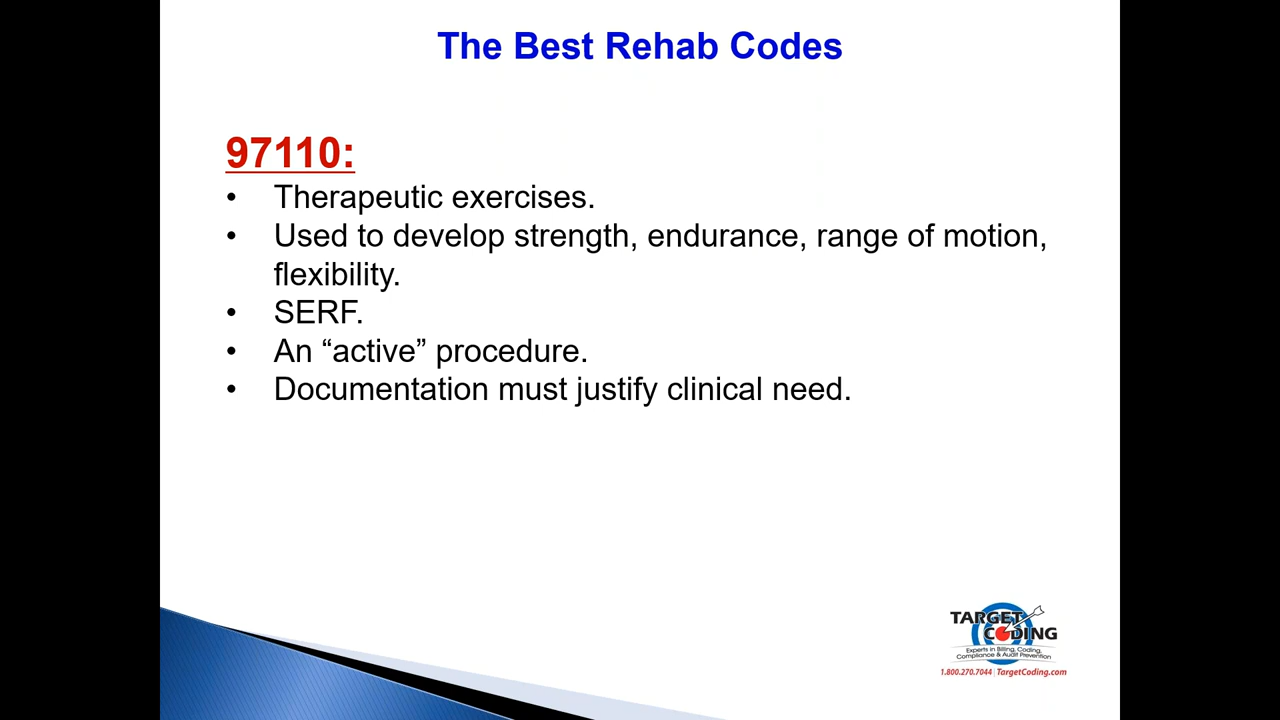 The Best Rehab Codes
97110:
• Therapeutic exercises.
• Used to develop strength, endurance, range of motion,
flexibility.
• SERF.
• An “active” procedure.
• Documentation must justify clinical need.
TARGET
CODING
Experts in Billing, Coding,
Compliance & Audit Prevention
1.800.270.7044 | TargetCoding.com